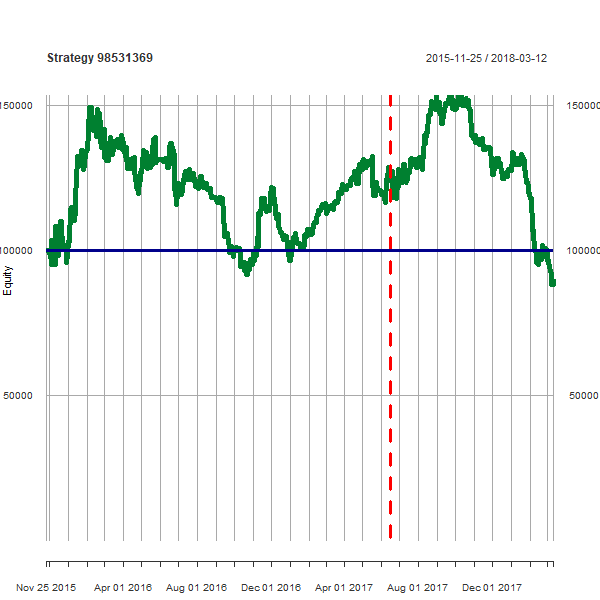 Strategy 98531369 2015-11-25 / 2018-03-12
150000 150000
100000 100000
Equity
50000 50000
Nov 25 2015 Apr 01 2016 Aug 01 2016 Dec 01 2016 Apr 01 2017 Aug 01 2017 Dec 01 2017